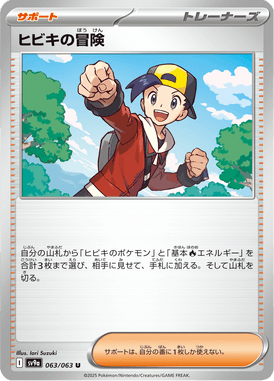 サポート トレーナーズ
ヒビキの冒険
自分の山札から「ヒビキのポケモン」と「基本🔥エネルギー」を
合計3枚まで選び、相手に見せて、手札に加える。そして山札
を切る。
Illus. Iori Suzuki
G sv9a 063/063 U
©2025 Pokémon/Nintendo/Creatures/GAME FREAK.
サポートは、自分の番に1枚しか使えない。